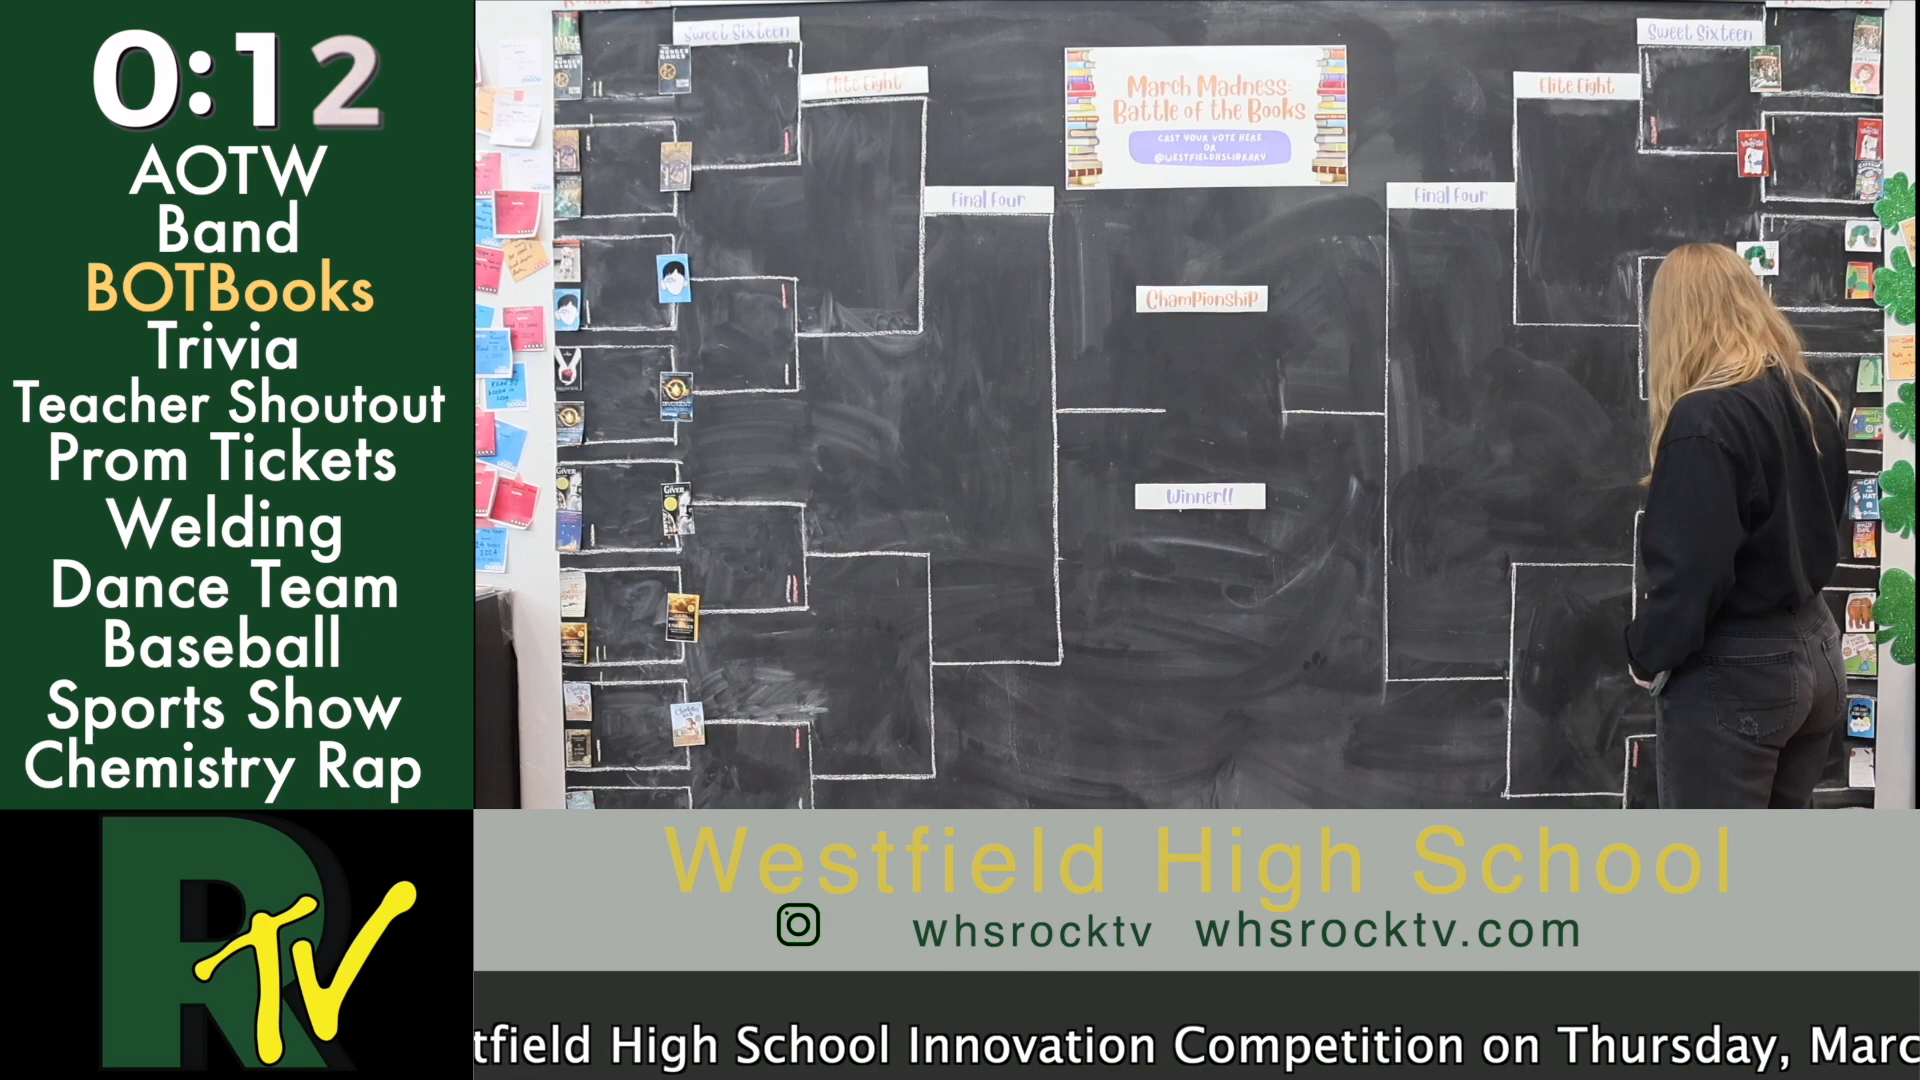 0:12
AOTW
Band
BOTBooks
Trivia
Teacher Shoutout
Prom Tickets
Welding
Dance Team
Baseball
Sports Show
Chemistry Rap
RTV
Sweet Sixteen
Elite Eight
Final Four
March Madness:
Battle of the Books
CAST YOUR VOTE HERE
OR
@WESTFIELDHSLIBRARY
Championship
Winner!!
Final Four
Elite Eight
Sweet Sixteen
GIVER
Westfield High School
whsrocktv whsrocktv.com
tfield High School Innovation Competition on Thursday, Marc